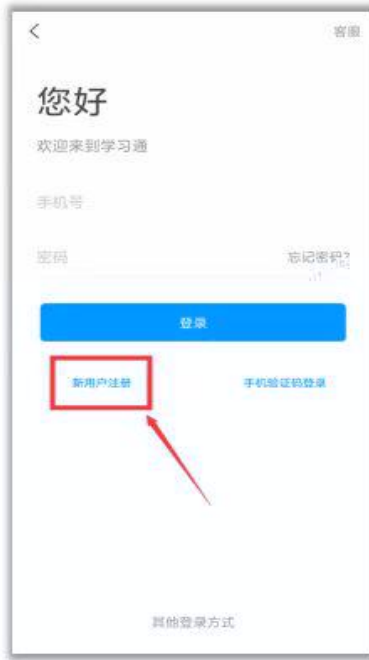 客服
您好
欢迎来到学习通
手机号
密码 忘记密码?
登录
新用户注册 手机验证码登录
其他登录方式